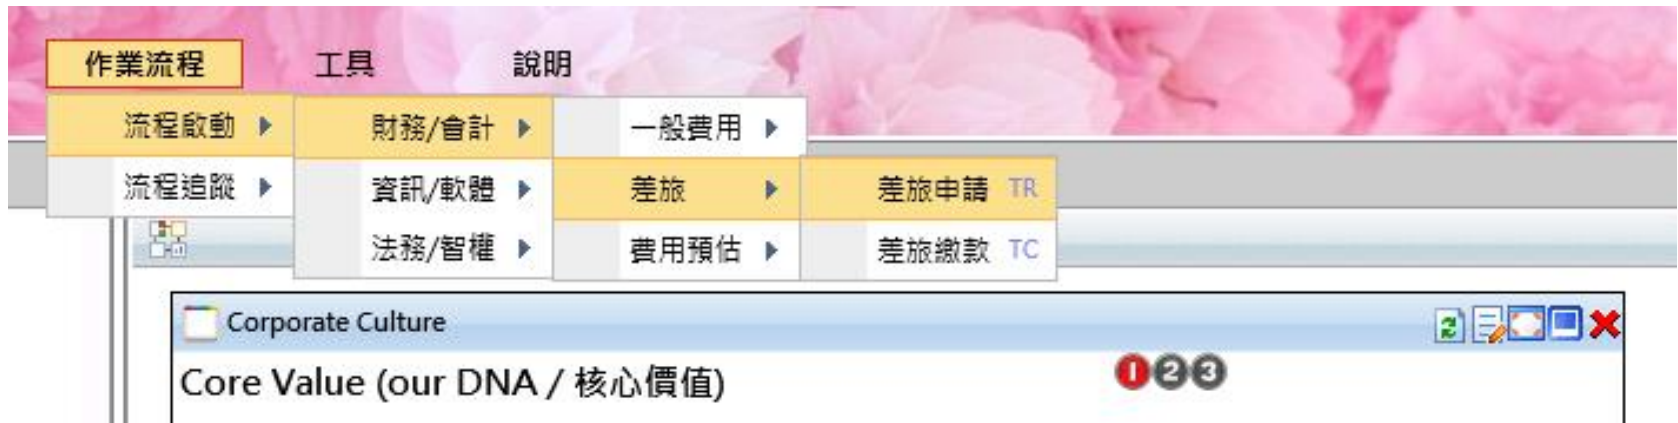 作業流程 工具 說明
流程啟動 財務/會計 一般費用
流程追蹤 資訊/軟體 差旅 差旅申請 TR
法務/智權 費用預估 差旅繳款 TC
Corporate Culture
Core Value (our DNA / 核心價值) 1 2 3